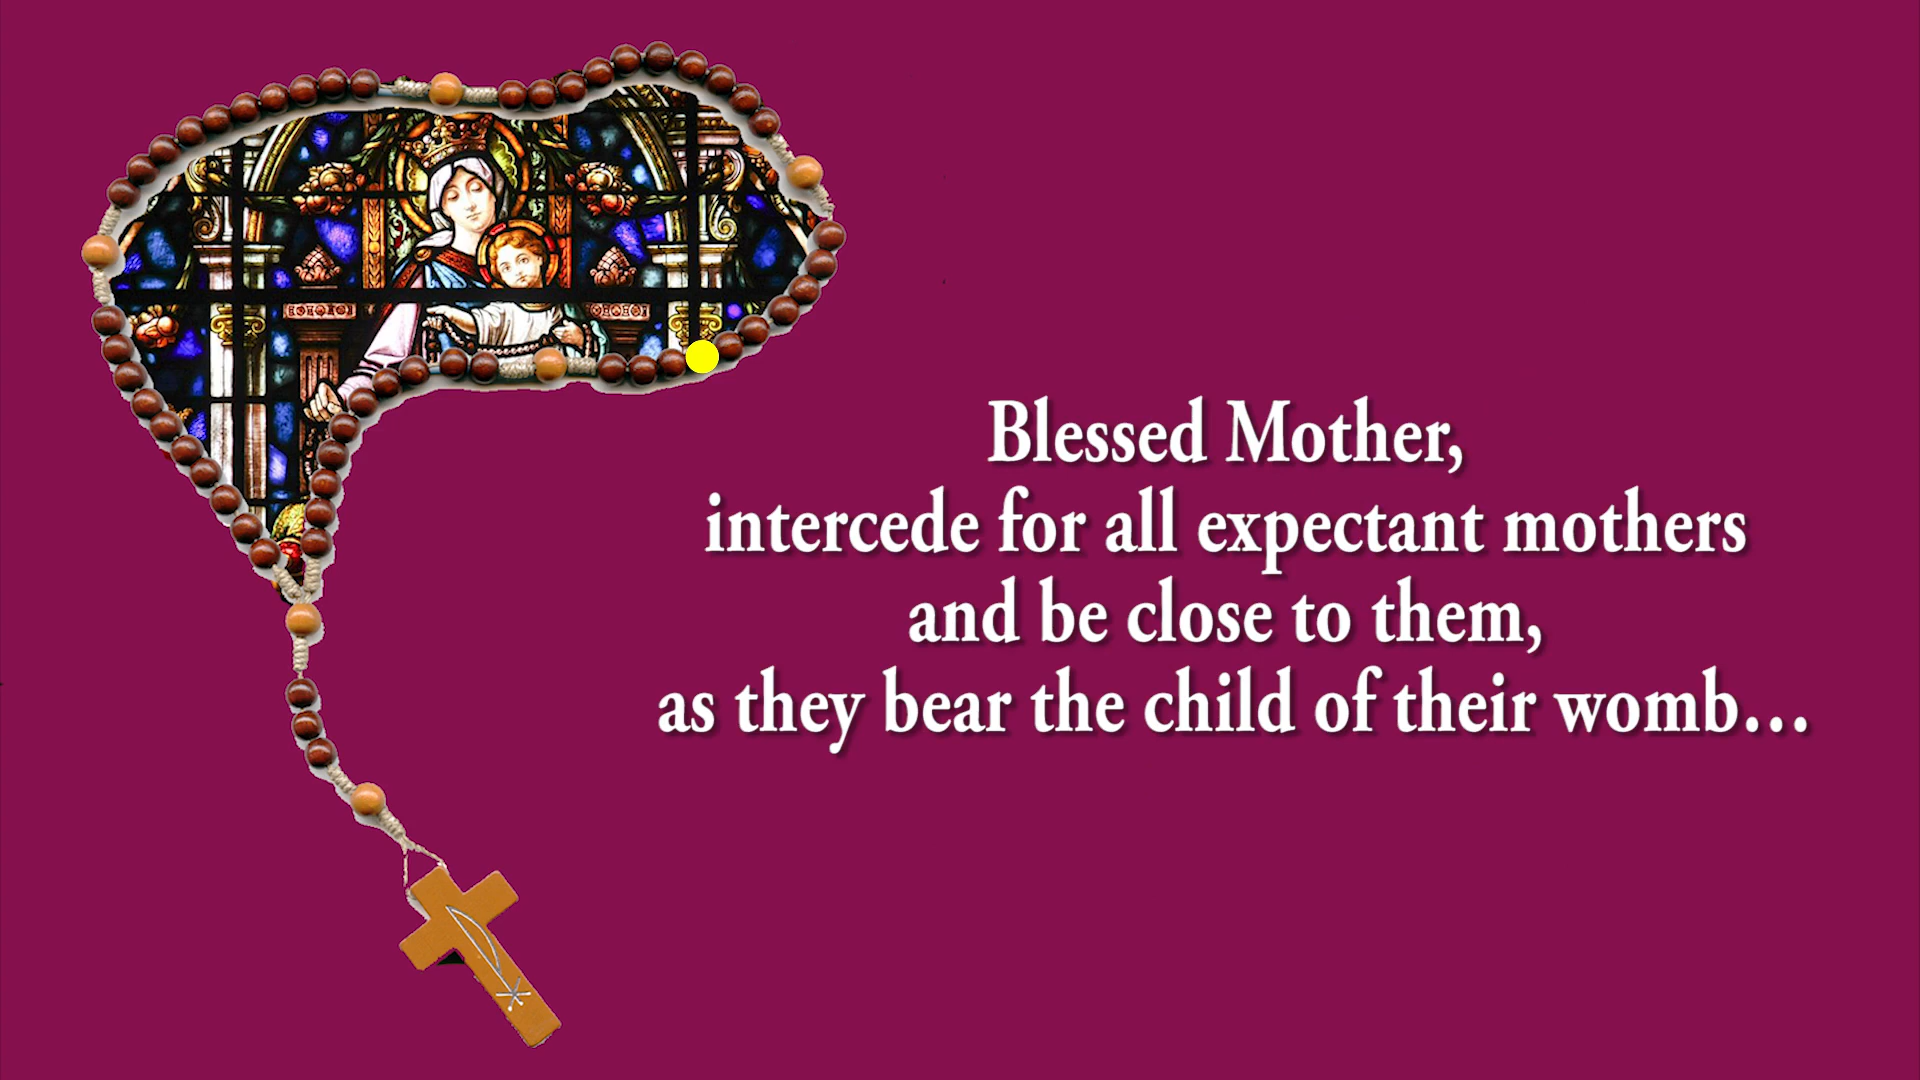 Blessed Mother,
intercede for all expectant mothers
and be close to them,
as they bear the child of their womb…